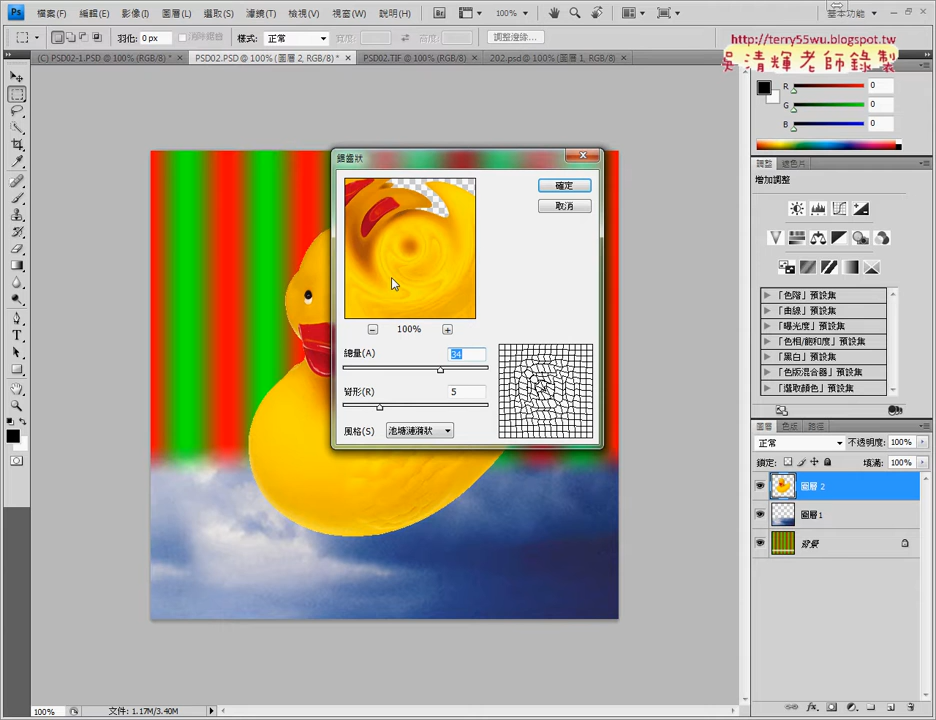 Ps 檔案(F) 編輯(E) 影像(I) 圖層(L) 選取(S) 濾鏡(T) 檢視(V) 視窗(W) 說明(H) Br 100% 基本功能
羽化: 0 px 消除鋸齒 樣式: 正常 寬度: 高度: 調整邊緣...
http://terry55wu.blogspot.tw
吳清輝老師錄製
(C) PSD02-1.PSD @ 100% (RGB/8) * × PSD02.PSD @ 100% (圖層 2, RGB/8) * × PSD02.TIF @ 100% (RGB/8) × 202.psd @ 100% (圖層 1, RGB/8) ×
R 0
G 0
B 0
調整 遮色片
增加調整
「色階」預設集
「曲線」預設集
「曝光度」預設集
「色相/飽和度」預設集
「黑白」預設集
「色版混合器」預設集
「選取顏色」預設集
鋸齒狀
確定
取消
100%
總量(A) 34
脊形(R) 5
風格(S) 池塘漣漪狀
圖層 色版 路徑
正常 不透明度: 100%
鎖定: 填滿: 100%
圖層 2
圖層 1
背景
100% 文件: 1.17M/3.40M